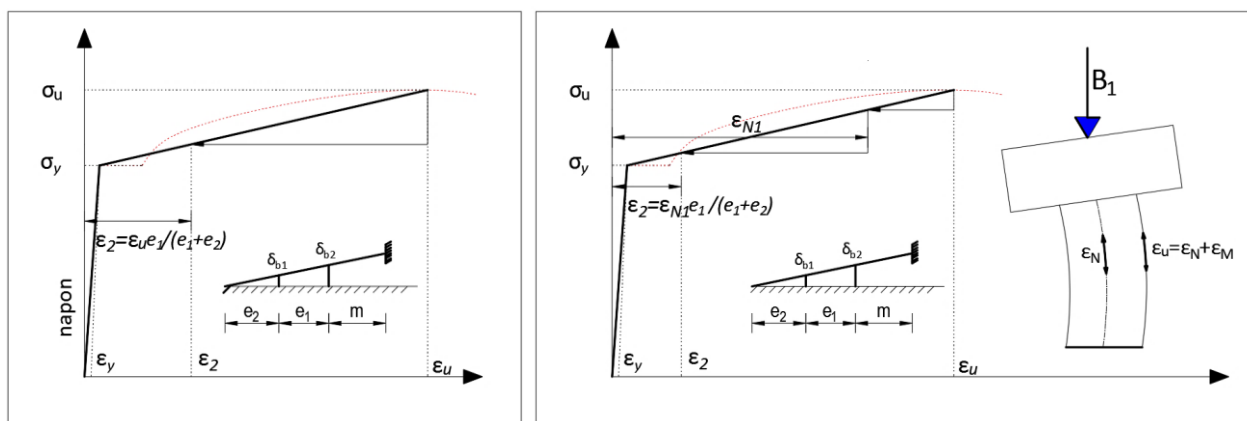 σu
σy
ε2=εue1/(e1+e2)
δb1
δb2
e2
e1
m
napon
εy
ε2
εu
σu
σy
εN1
ε2=εN1e1/(e1+e2)
δb1
δb2
e2
e1
m
εy
ε2
εu
B1
εN
εu=εN+εM